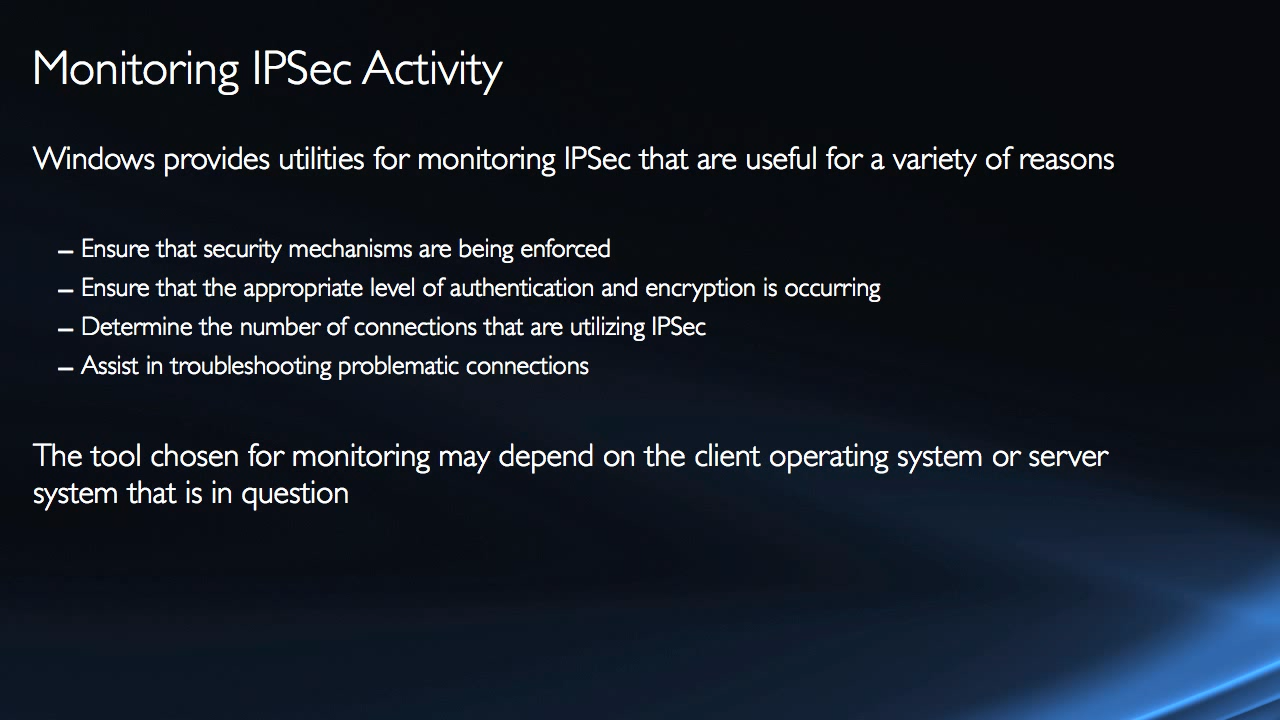 Monitoring IPSec Activity
Windows provides utilities for monitoring IPSec that are useful for a variety of reasons
– Ensure that security mechanisms are being enforced
– Ensure that the appropriate level of authentication and encryption is occurring
– Determine the number of connections that are utilizing IPSec
– Assist in troubleshooting problematic connections
The tool chosen for monitoring may depend on the client operating system or server
system that is in question